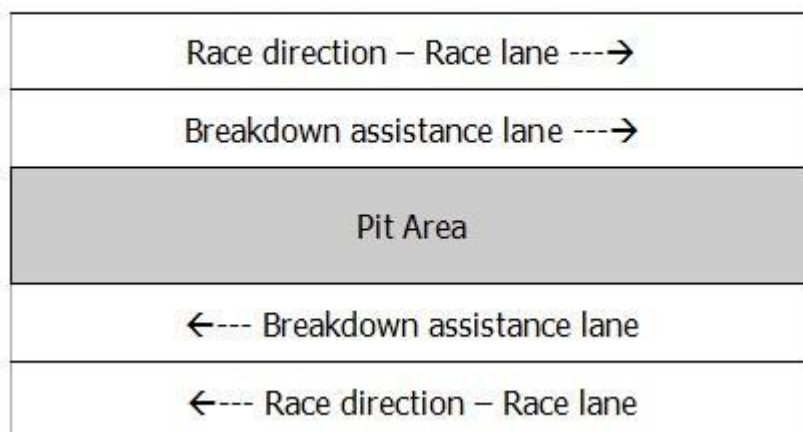 Race direction – Race lane ---→
Breakdown assistance lane ---→
Pit Area
←--- Breakdown assistance lane
←--- Race direction – Race lane